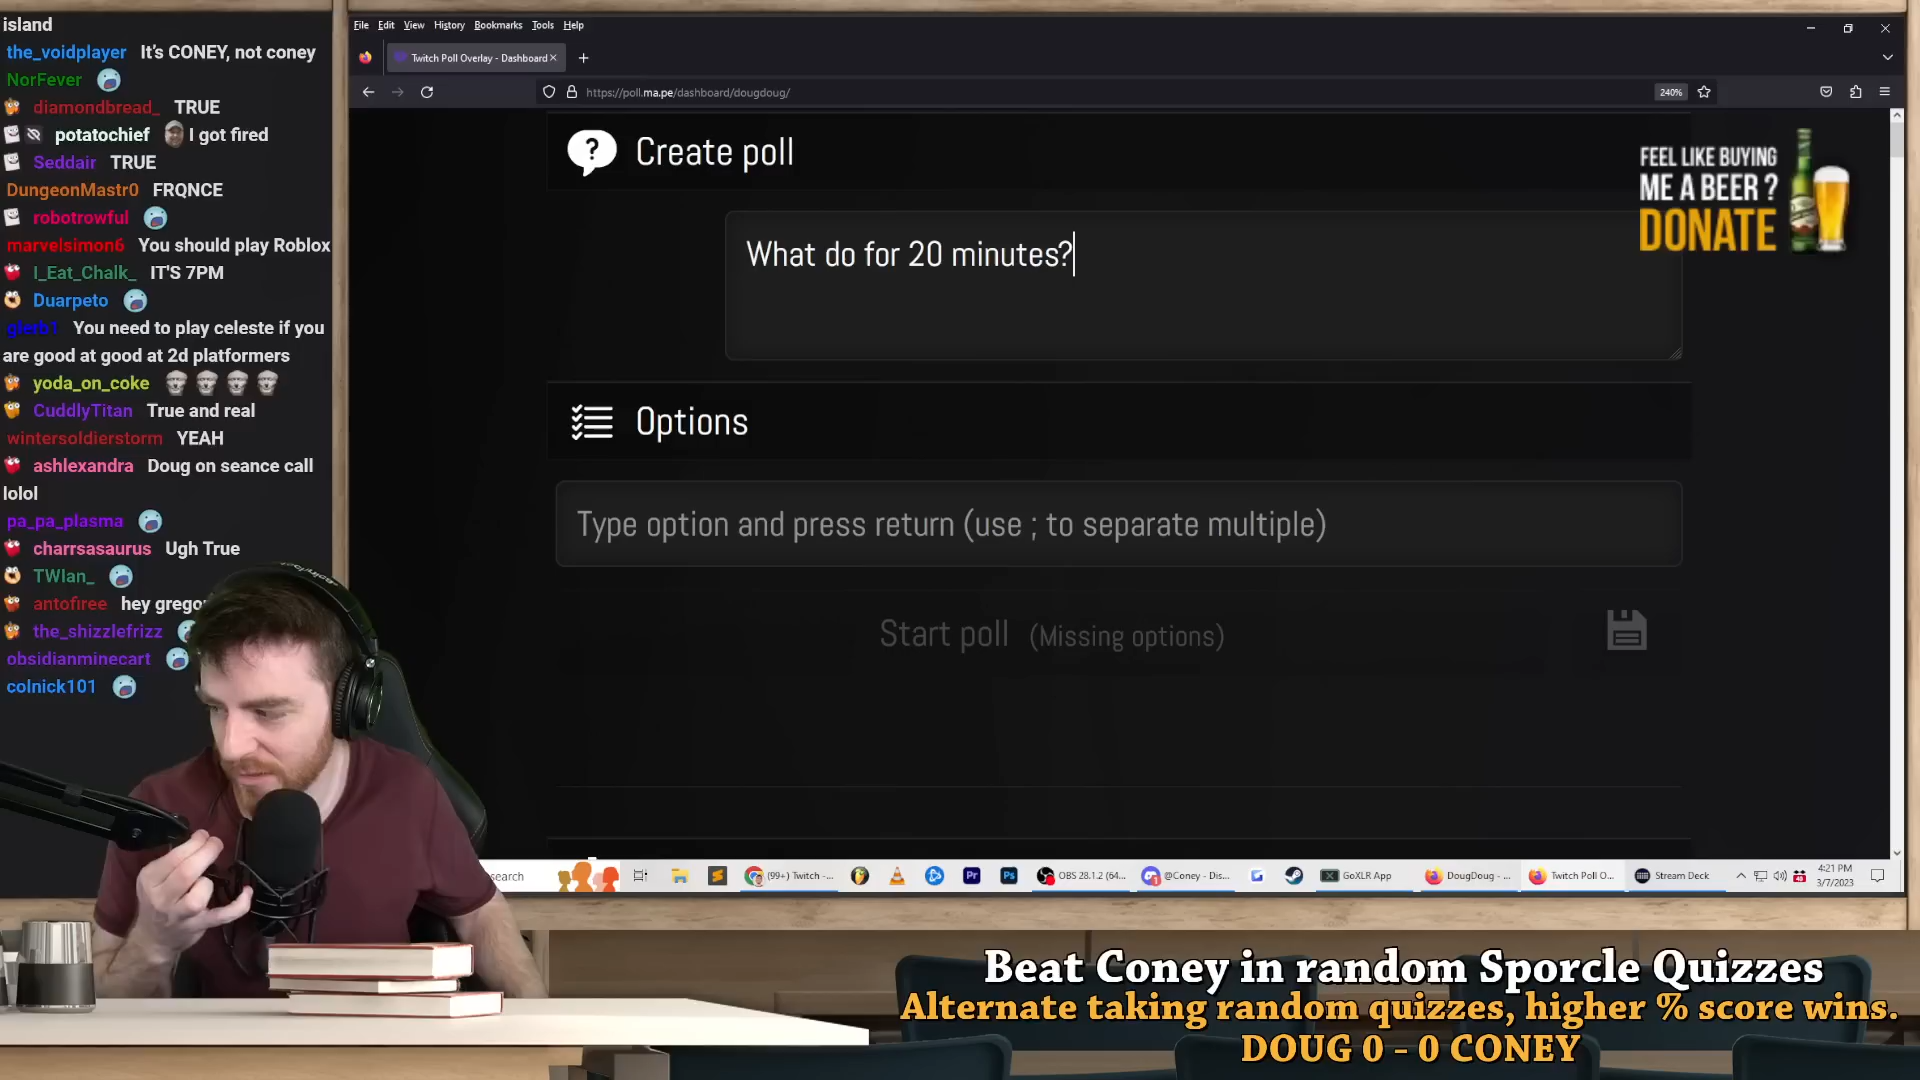 island
the_voidplayer It's CONEY, not coney
NorFever
diamondbread_ TRUE
potatochief I got fired
Seddair TRUE
DungeonMastr0 FRQNCE
robotrowful
marvelsimon6 You should play Roblox
I_Eat_Chalk_ IT'S 7PM
Duarpeto
glerb1 You need to play celeste if you
are good at good at 2d platformers
yoda_on_coke
CuddlyTitan True and real
wintersoldierstorm YEAH
ashlexandra Doug on seance call
lolol
pa_pa_plasma
charrsasaurus Ugh True
TWIan_
antofiree hey grego
the_shizzlefrizz
obsidianminecart
colnick101
File Edit View History Bookmarks Tools Help
Twitch Poll Overlay - Dashboard
https://poll.ma.pe/dashboard/dougdoug/
240%
Create poll
FEEL LIKE BUYING
ME A BEER ?
DONATE
What do for 20 minutes?
Options
Type option and press return (use ; to separate multiple)
Start poll (Missing options)
search
(99+) Twitch -...
Pr
Ps
OBS 28.1.2 (64...
@Coney - Dis...
GoXLR App
DougDoug - ...
Twitch Poll O...
Stream Deck
4:21 PM
3/7/2023
Beat Coney in random Sporcle Quizzes
Alternate taking random quizzes, higher % score wins.
DOUG 0 - 0 CONEY